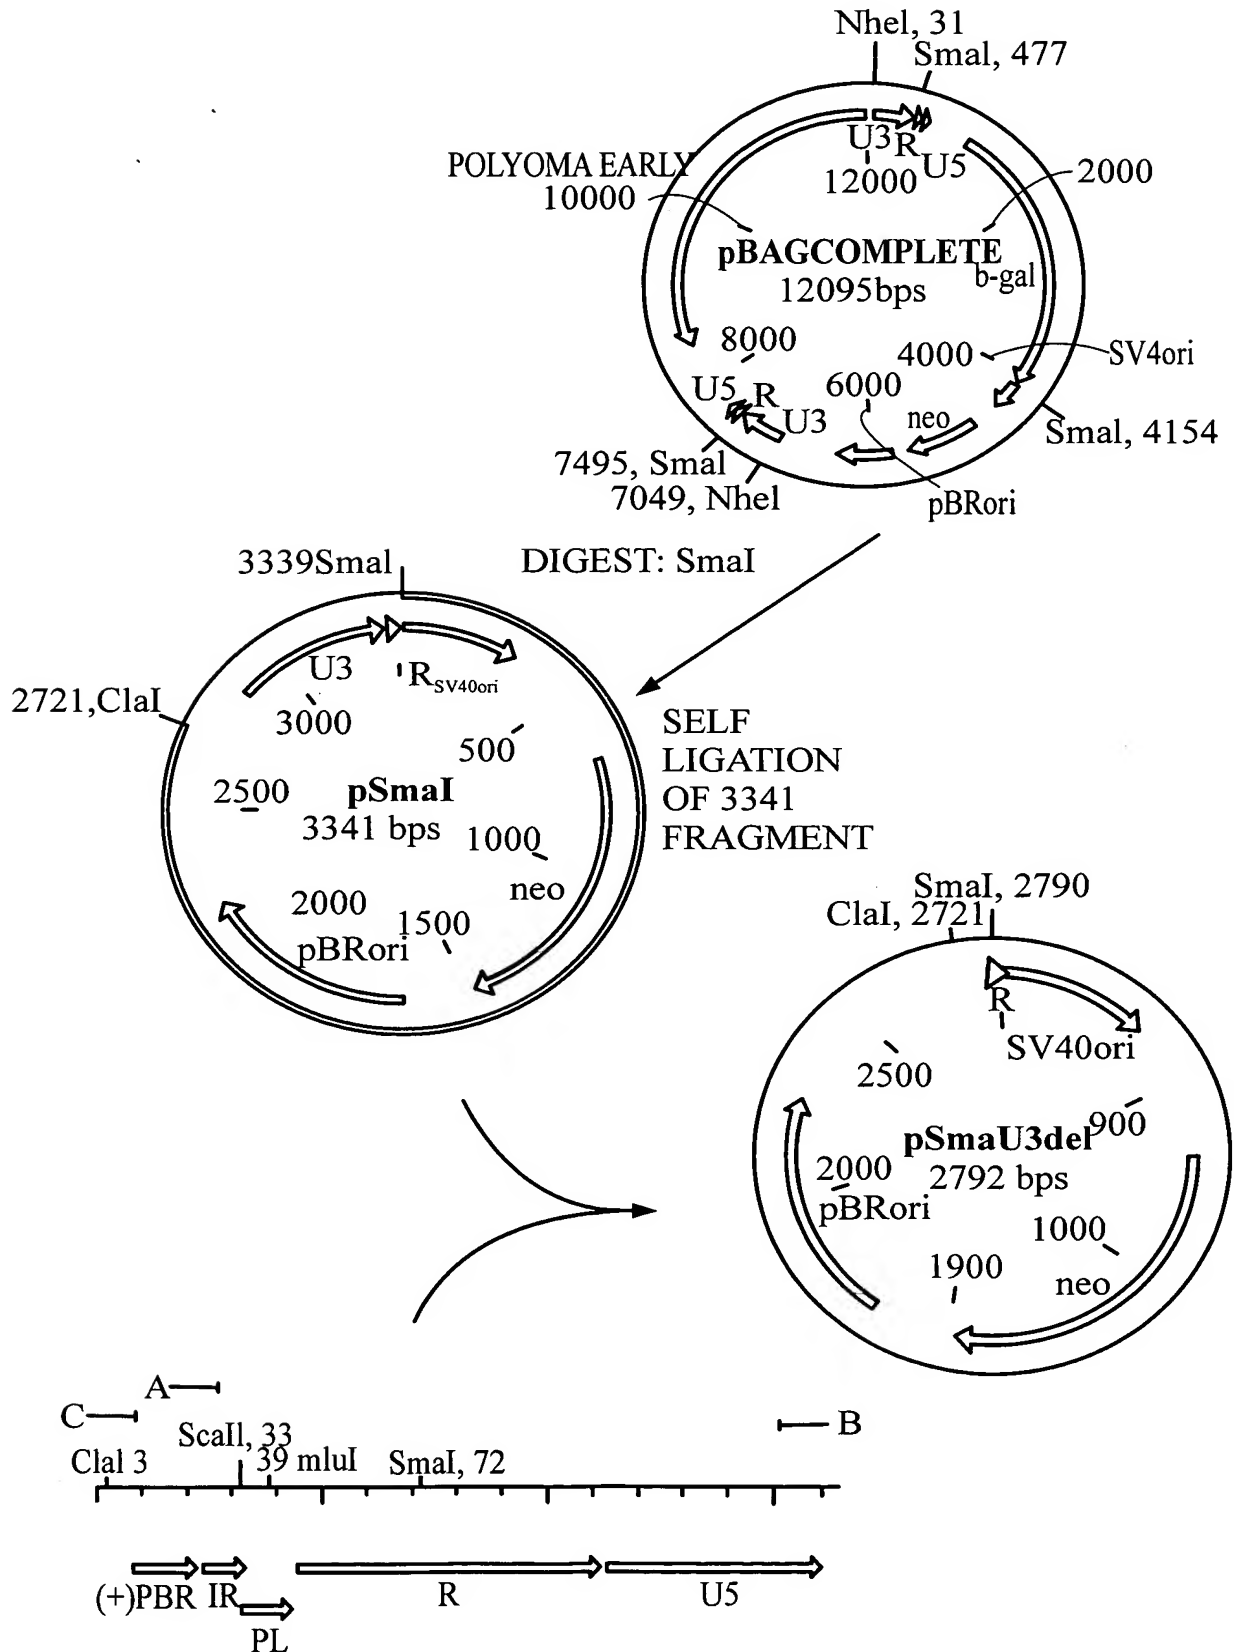 NheI, 31
SmaI, 477
U3
R
U5
12000
POLYOMA EARLY
10000
2000
pBAGCOMPLETE
12095bps
b-gal
8000
4000
SV4ori
U5
R
U3
6000
neo
SmaI, 4154
7495, SmaI
7049, NheI
pBRori
3339SmaI
DIGEST: SmaI
U3
R
SV40ori
2721,ClaI
3000
500
SELF
LIGATION
OF 3341
FRAGMENT
2500
pSmaI
3341 bps
1000
neo
2000
1500
pBRori
SmaI, 2790
ClaI, 2721
R
SV40ori
2500
pSmaU3del
2792 bps
900
2000
pBRori
1000
1900
neo
A
C
B
ScaII, 33
ClaI 3
39 mluI
SmaI, 72
(+)PBR
IR
R
U5
PL